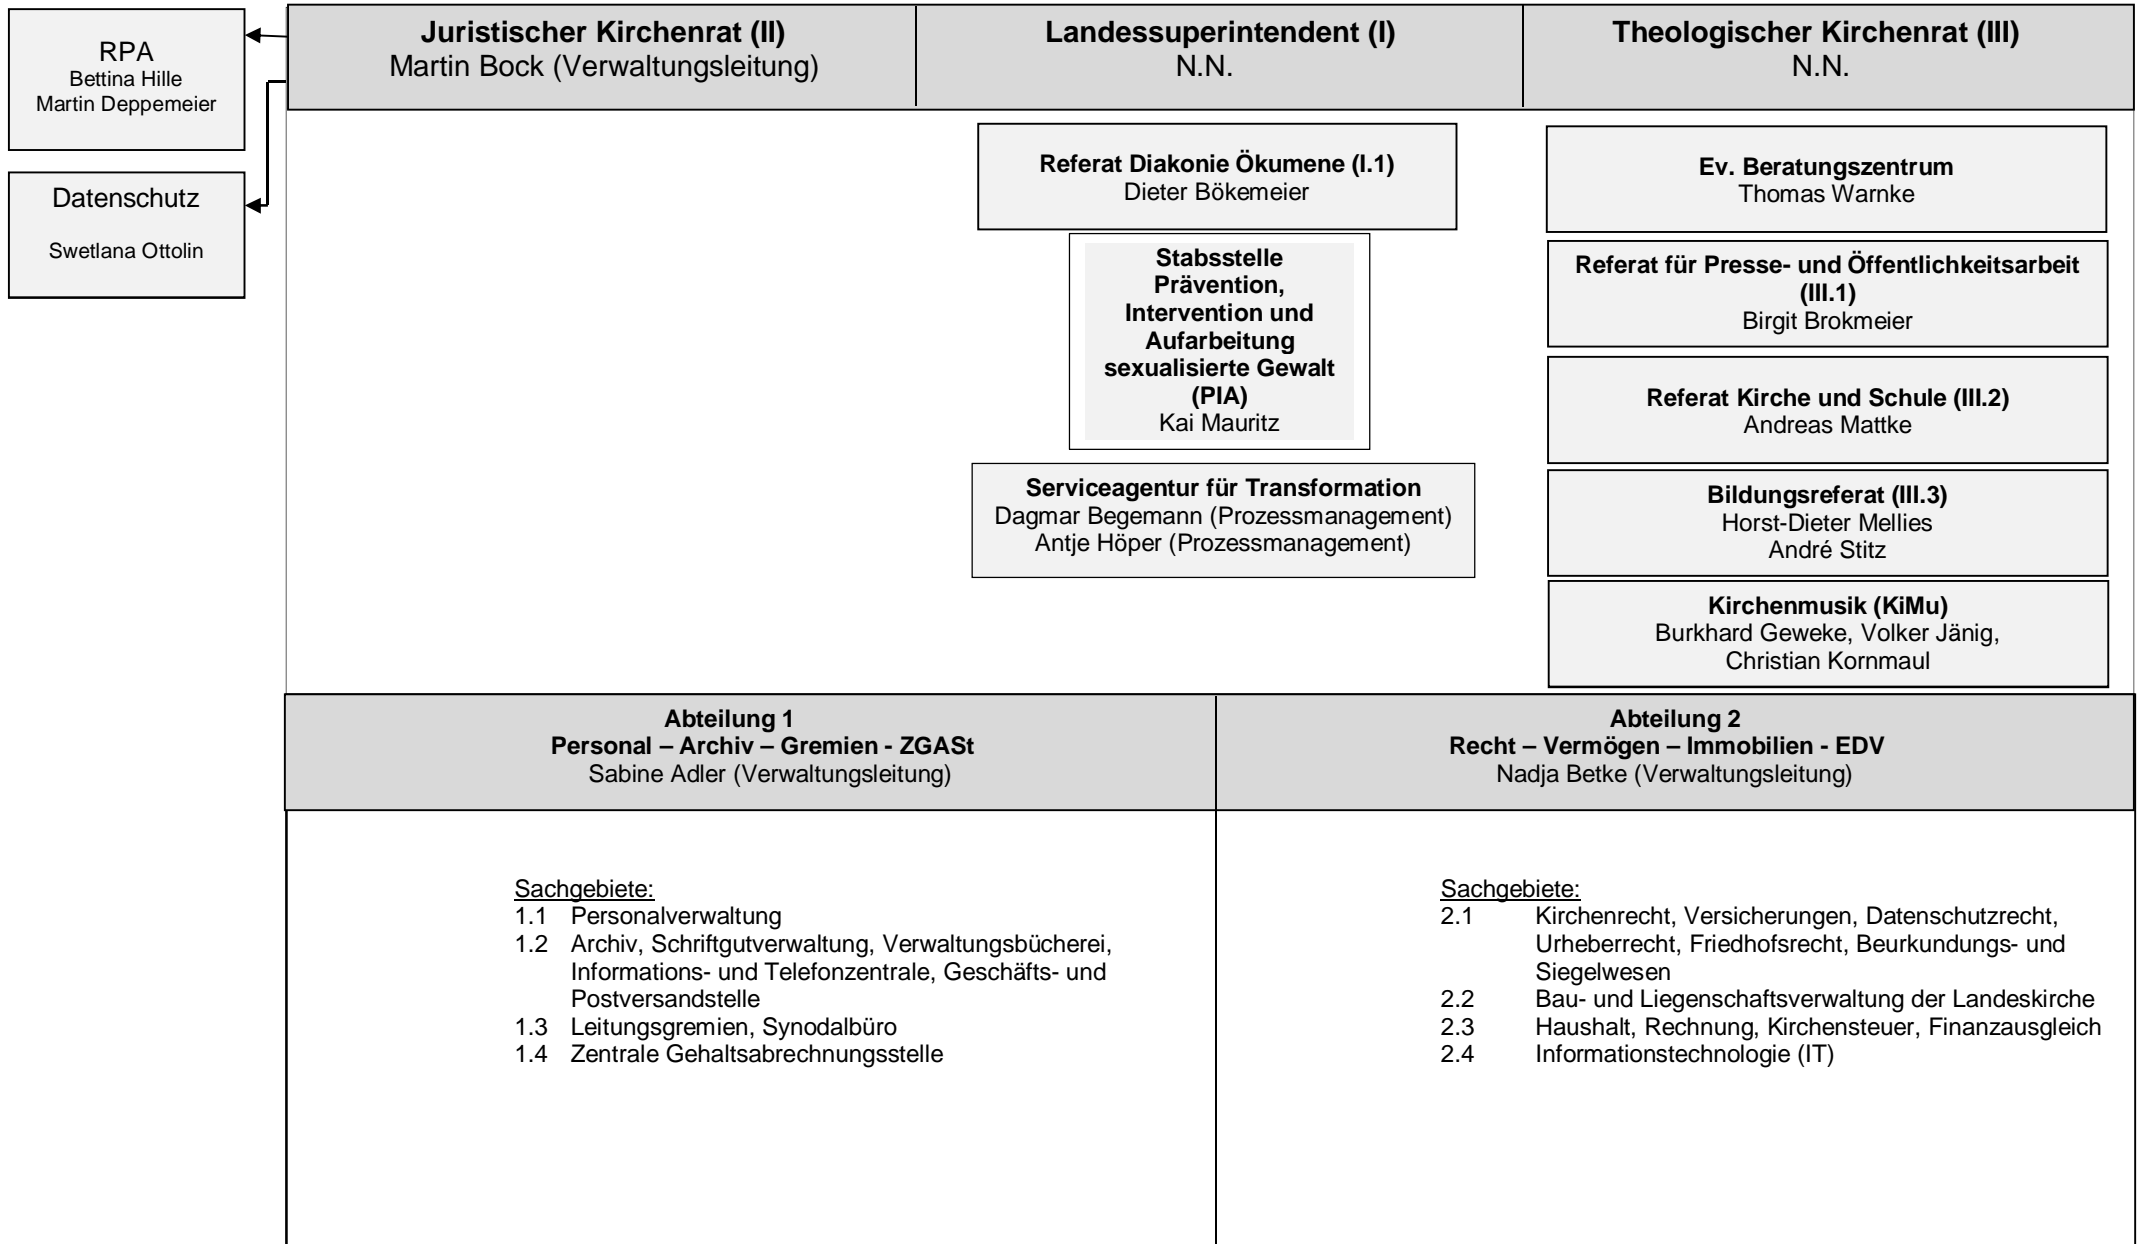 RPA
Bettina Hille
Martin Deppemeier
Datenschutz
Swetlana Ottolin
Juristischer Kirchenrat (II)
Martin Bock (Verwaltungsleitung)
Landessuperintendent (I)
N.N.
Theologischer Kirchenrat (III)
N.N.
Referat Diakonie Ökumene (I.1)
Dieter Bökemeier
Stabsstelle
Prävention,
Intervention und
Aufarbeitung
sexualisierte Gewalt
(PIA)
Kai Mauritz
Serviceagentur für Transformation
Dagmar Begemann (Prozessmanagement)
Antje Höper (Prozessmanagement)
Ev. Beratungszentrum
Thomas Warnke
Referat für Presse- und Öffentlichkeitsarbeit
(III.1)
Birgit Brokmeier
Referat Kirche und Schule (III.2)
Andreas Mattke
Bildungsreferat (III.3)
Horst-Dieter Mellies
André Stitz
Kirchenmusik (KiMu)
Burkhard Geweke, Volker Jänig,
Christian Kornmaul
Abteilung 1
Personal – Archiv – Gremien - ZGASt
Sabine Adler (Verwaltungsleitung)
Abteilung 2
Recht – Vermögen – Immobilien - EDV
Nadja Betke (Verwaltungsleitung)
Sachgebiete:
1.1 Personalverwaltung
1.2 Archiv, Schriftgutverwaltung, Verwaltungsbücherei,
Informations- und Telefonzentrale, Geschäfts- und
Postversandstelle
1.3 Leitungsgremien, Synodalbüro
1.4 Zentrale Gehaltsabrechnungsstelle
Sachgebiete:
2.1 Kirchenrecht, Versicherungen, Datenschutzrecht,
Urheberrecht, Friedhofsrecht, Beurkundungs- und
Siegelwesen
2.2 Bau- und Liegenschaftsverwaltung der Landeskirche
2.3 Haushalt, Rechnung, Kirchensteuer, Finanzausgleich
2.4 Informationstechnologie (IT)